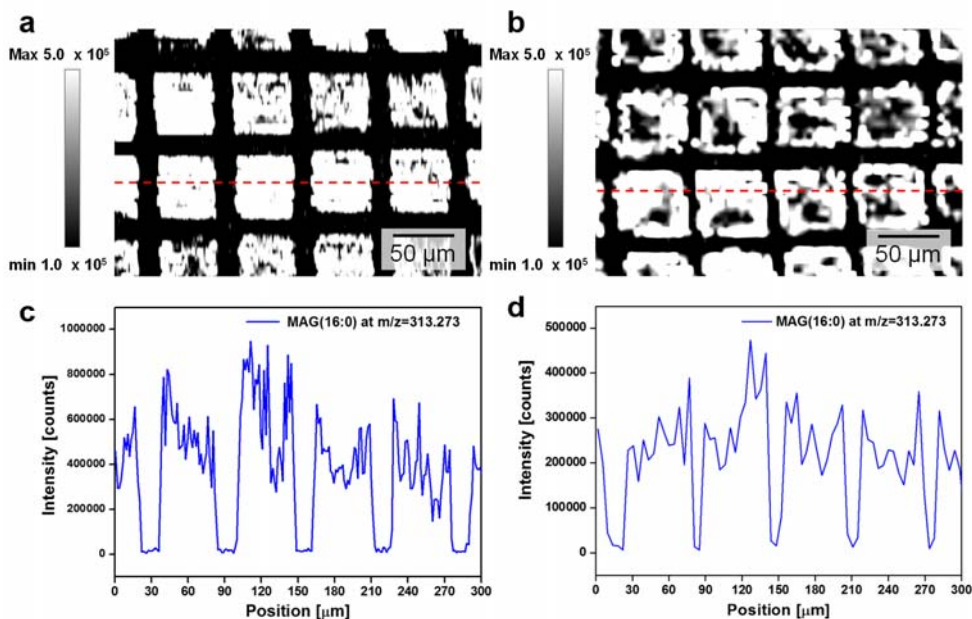 a
Max 5.0 x 10⁵
min 1.0 x 10⁵
50 µm
b
Max 5.0 x 10⁵
min 1.0 x 10⁵
50 µm
c
MAG(16:0) at m/z=313.273
Intensity [counts]
1000000
800000
600000
400000
200000
0
0 30 60 90 120 150 180 210 240 270 300
Position [µm]
d
MAG(16:0) at m/z=313.273
Intensity [counts]
500000
400000
300000
200000
100000
0
0 30 60 90 120 150 180 210 240 270 300
Position [µm]